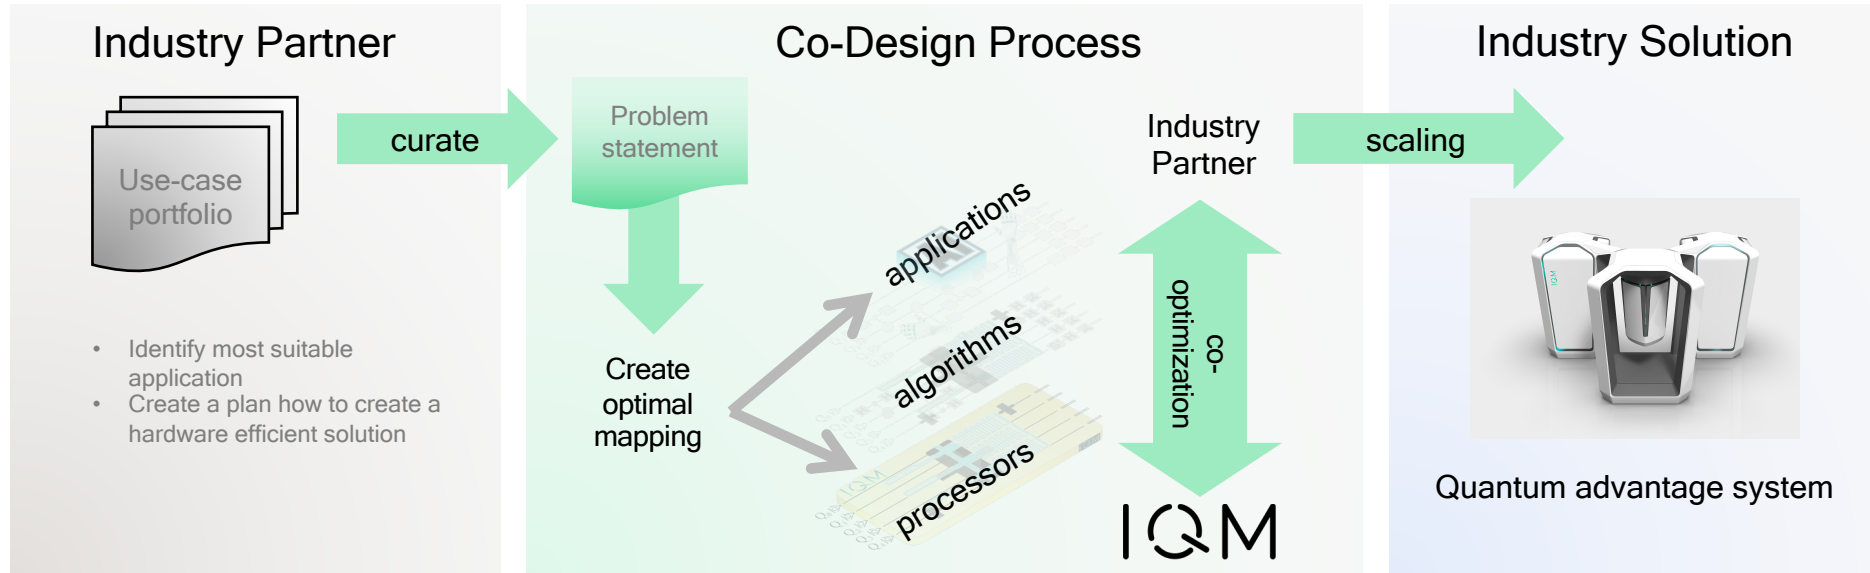 Industry Partner
Use-case
portfolio
• Identify most suitable
application
• Create a plan how to create a
hardware efficient solution
curate
Co-Design Process
Problem
statement
Create
optimal
mapping
applications
algorithms
processors
IQM
Industry
Partner
co-
optimization
IQM
scaling
Industry Solution
IQM
Quantum advantage system